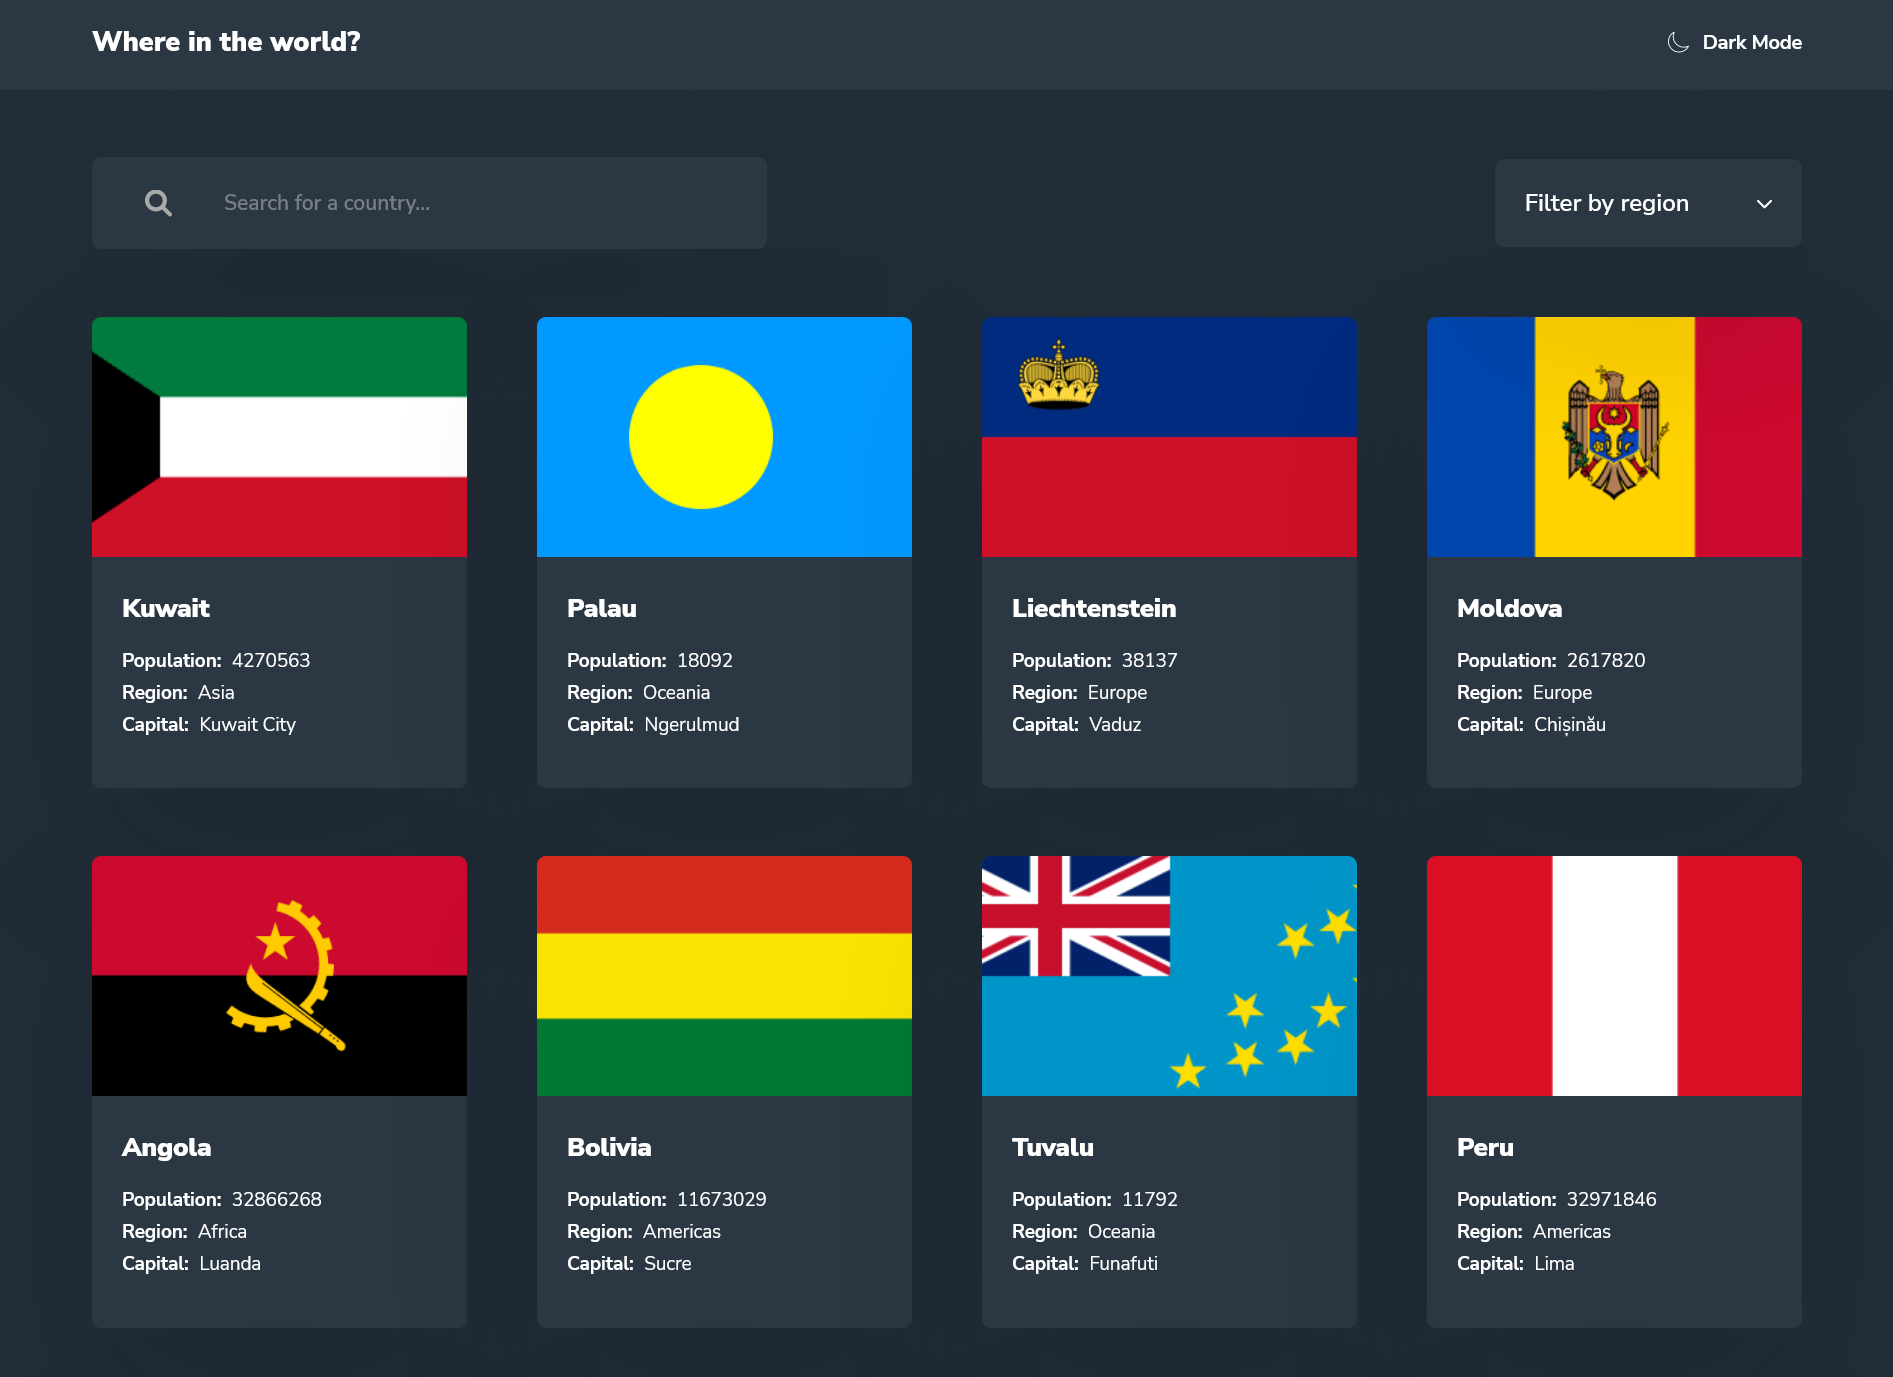 Where in the world?
Dark Mode
Search for a country...
Filter by region
Kuwait
Population: 4270563
Region: Asia
Capital: Kuwait City
Palau
Population: 18092
Region: Oceania
Capital: Ngerulmud
Liechtenstein
Population: 38137
Region: Europe
Capital: Vaduz
Moldova
Population: 2617820
Region: Europe
Capital: Chișinău
Angola
Population: 32866268
Region: Africa
Capital: Luanda
Bolivia
Population: 11673029
Region: Americas
Capital: Sucre
Tuvalu
Population: 11792
Region: Oceania
Capital: Funafuti
Peru
Population: 32971846
Region: Americas
Capital: Lima